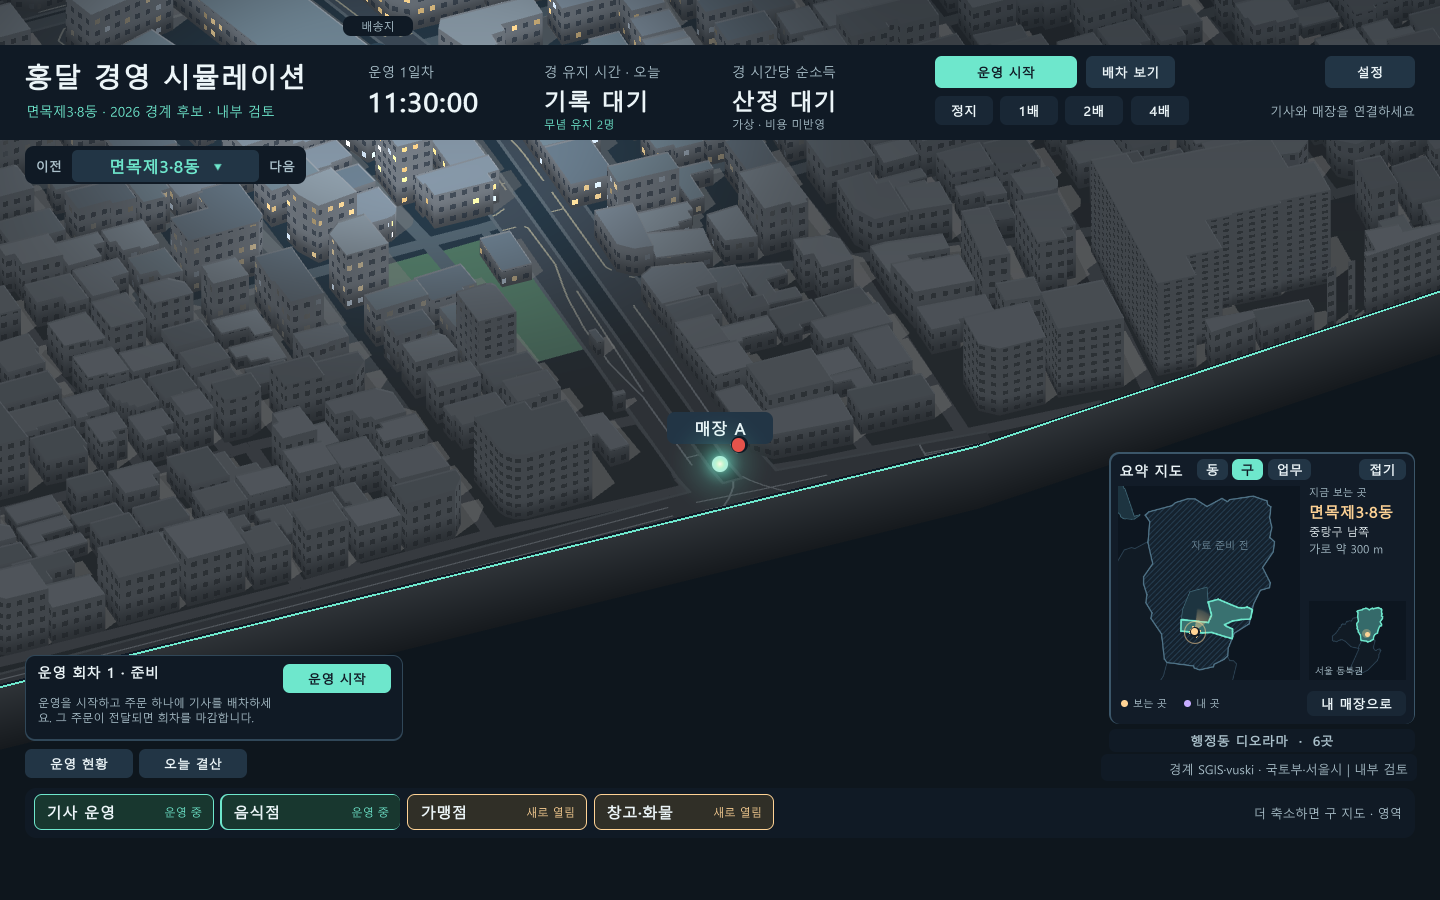 배송지
홍달 경영 시뮬레이션
면목제3·8동 · 2026 경계 후보 · 내부 검토
운영 1일차
11:30:00
경 유지 시간 · 오늘
기록 대기
무념 유지 2명
경 시간당 순소득
산정 대기
가상 · 비용 미반영
운영 시작
배차 보기
설정
정지
1배
2배
4배
기사와 매장을 연결하세요
이전
면목제3·8동 ▼
다음
매장 A
요약 지도
동
구
업무
접기
자료 준비 전
지금 보는 곳
면목제3·8동
중랑구 남쪽
가로 약 300 m
서울 동북권
보는 곳
내 곳
내 매장으로
행정동 디오라마 · 6곳
경계 SGIS·vuski · 국토부·서울시 | 내부 검토
운영 회차 1 · 준비
운영 시작
운영을 시작하고 주문 하나에 기사를 배차하세
요. 그 주문이 전달되면 회차를 마감합니다.
운영 현황
오늘 결산
기사 운영 운영 중
음식점 운영 중
가맹점 새로 열림
창고·화물 새로 열림
더 축소하면 구 지도 · 영역